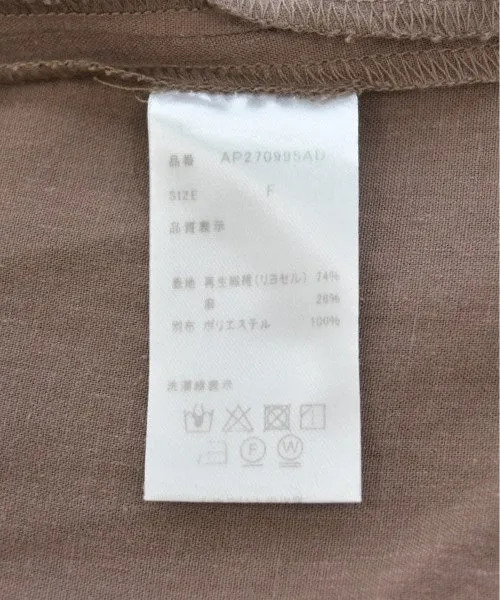 品番 AP270995AD
SIZE F
品質表示
表地 再生繊維(リヨセル) 74%
麻 26%
別布 ポリエステル 100%
洗濯絵表示
F W